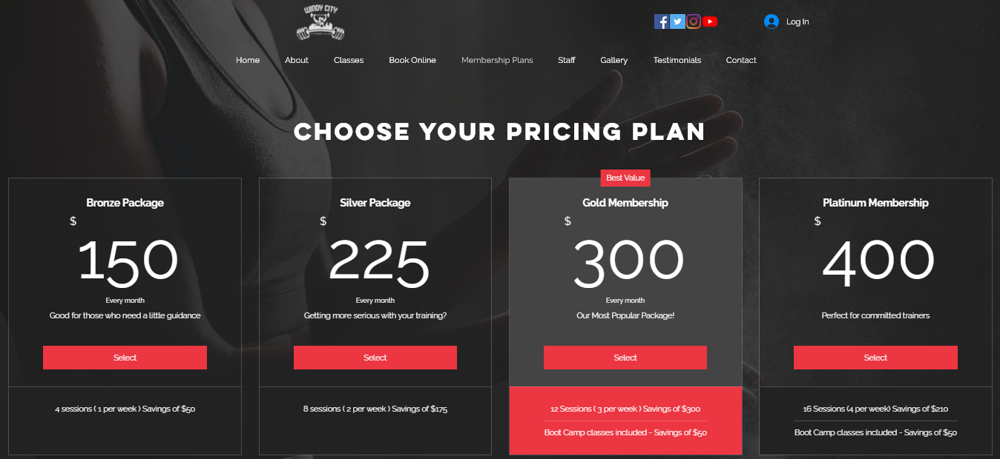 WINDY CITY
FITNESS CLUB
Log In
Home
About
Classes
Book Online
Membership Plans
Staff
Gallery
Testimonials
Contact
CHOOSE YOUR PRICING PLAN
Bronze Package
$
150
Every month
Good for those who need a little guidance
Select
4 sessions ( 1 per week ) Savings of $50
Silver Package
$
225
Every month
Getting more serious with your training?
Select
8 sessions ( 2 per week ) Savings of $175
Best Value
Gold Membership
$
300
Every month
Our Most Popular Package!
Select
12 Sessions ( 3 per week ) Savings of $300
Boot Camp classes included - Savings of $50
Platinum Membership
$
400
Perfect for committed trainers
Select
16 Sessions (4 per week) Savings of $210
Boot Camp classes included - Savings of $50